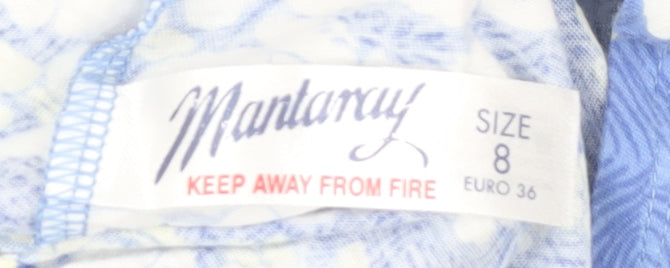 Mantaray
KEEP AWAY FROM FIRE
SIZE
8
EURO 36